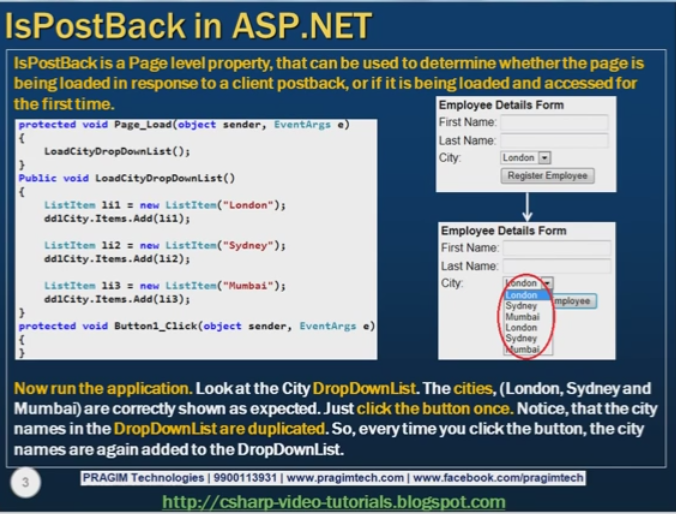 IsPostBack in ASP.NET
IsPostBack is a Page level property, that can be used to determine whether the page is
being loaded in response to a client postback, or if it is being loaded and accessed for
the first time.
protected void Page_Load(object sender, EventArgs e)
{
LoadCityDropDownList();
}
Public void LoadCityDropDownList()
{
ListItem li1 = new ListItem("London");
ddlCity.Items.Add(li1);
ListItem li2 = new ListItem("Sydney");
ddlCity.Items.Add(li2);
ListItem li3 = new ListItem("Mumbai");
ddlCity.Items.Add(li3);
}
protected void Button1_Click(object sender, EventArgs e)
{
}
Employee Details Form
First Name:
Last Name:
City: London
Register Employee
Employee Details Form
First Name:
Last Name:
City: London
London
Sydney mployee
Mumbai
London
Sydney
Mumbai
Now run the application. Look at the City DropDownList. The cities, (London, Sydney and
Mumbai) are correctly shown as expected. Just click the button once. Notice, that the city
names in the DropDownList are duplicated. So, every time you click the button, the city
names are again added to the DropDownList.
3
PRAGIM Technologies | 9900113931 | www.pragimtech.com | www.facebook.com/pragimtech
http://csharp-video-tutorials.blogspot.com